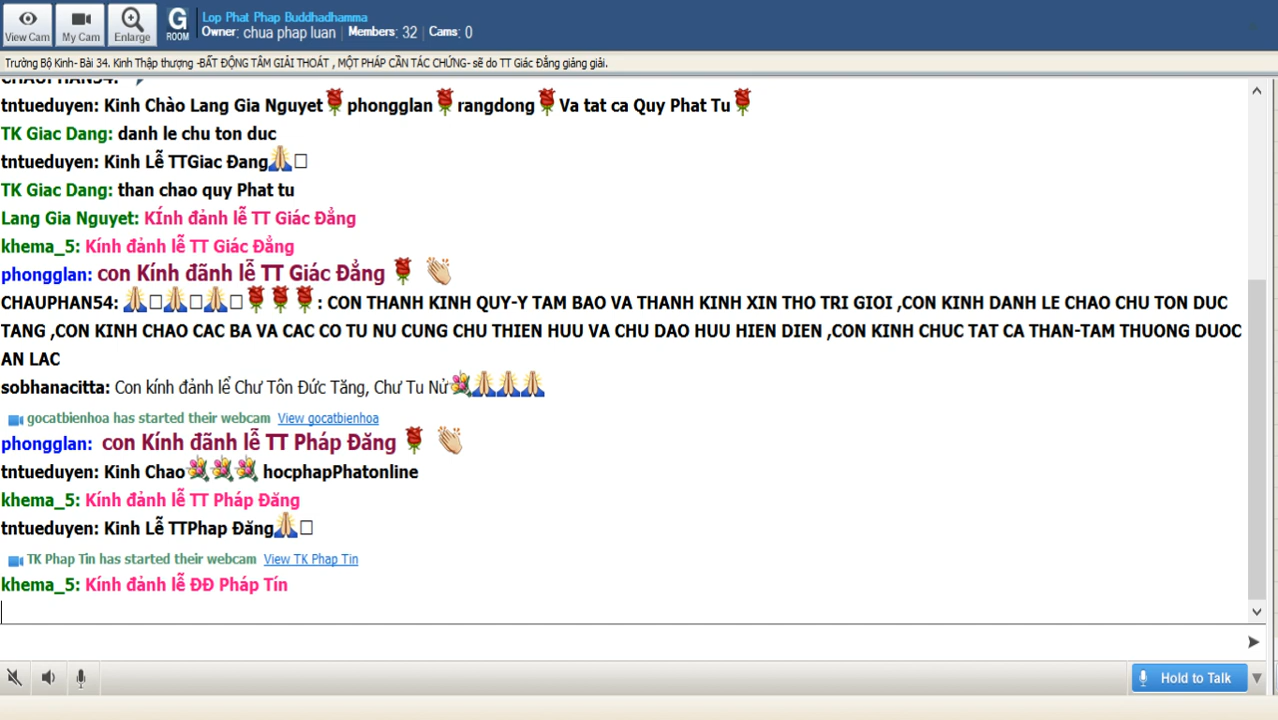 Lop Phat Phap Buddhadhamma
Owner: chua phap luan | Members: 32 | Cams: 0
View Cam
My Cam
Enlarge
G
ROOM
Trường Bộ Kinh- Bài 34. Kinh Thập thượng -BẤT ĐỘNG TÂM GIẢI THOÁT , MỘT PHÁP CẦN TÁC CHỨNG- sẽ do TT Giác Đẳng giảng giải.
CHAUPHAN54:
tntueduyen: Kinh Chào Lang Gia Nguyet🌹phongglan🌹rangdong🌹Va tat ca Quy Phat Tu🌹
TK Giac Dang: danh le chu ton duc
tntueduyen: Kinh Lễ TTGiac Đang🙏□
TK Giac Dang: than chao quy Phat tu
Lang Gia Nguyet: KÍnh đảnh lễ TT Giác Đẳng
khema_5: Kính đảnh lễ TT Giác Đẳng
phongglan: con Kính đãnh lễ TT Giác Đẳng 🌹 👏
CHAUPHAN54: 🙏□🙏□🙏□🌹🌹🌹: CON THANH KINH QUY-Y TAM BAO VA THANH KINH XIN THO TRI GIOI ,CON KINH DANH LE CHAO CHU TON DUC
TANG ,CON KINH CHAO CAC BA VA CAC CO TU NU CUNG CHU THIEN HUU VA CHU DAO HUU HIEN DIEN ,CON KINH CHUC TAT CA THAN-TAM THUONG DUOC
AN LAC
sobhanacitta: Con kính đảnh lể Chư Tôn Đức Tăng, Chư Tu Nử💐🙏🙏🙏
gocatbienhoa has started their webcam View gocatbienhoa
phongglan: con Kính đãnh lễ TT Pháp Đăng 🌹 👏
tntueduyen: Kinh Chao💐💐💐 hocphapPhatonline
khema_5: Kính đảnh lễ TT Pháp Đăng
tntueduyen: Kinh Lễ TTPhap Đăng🙏□
TK Phap Tin has started their webcam View TK Phap Tin
khema_5: Kính đảnh lễ ĐĐ Pháp Tín
Hold to Talk